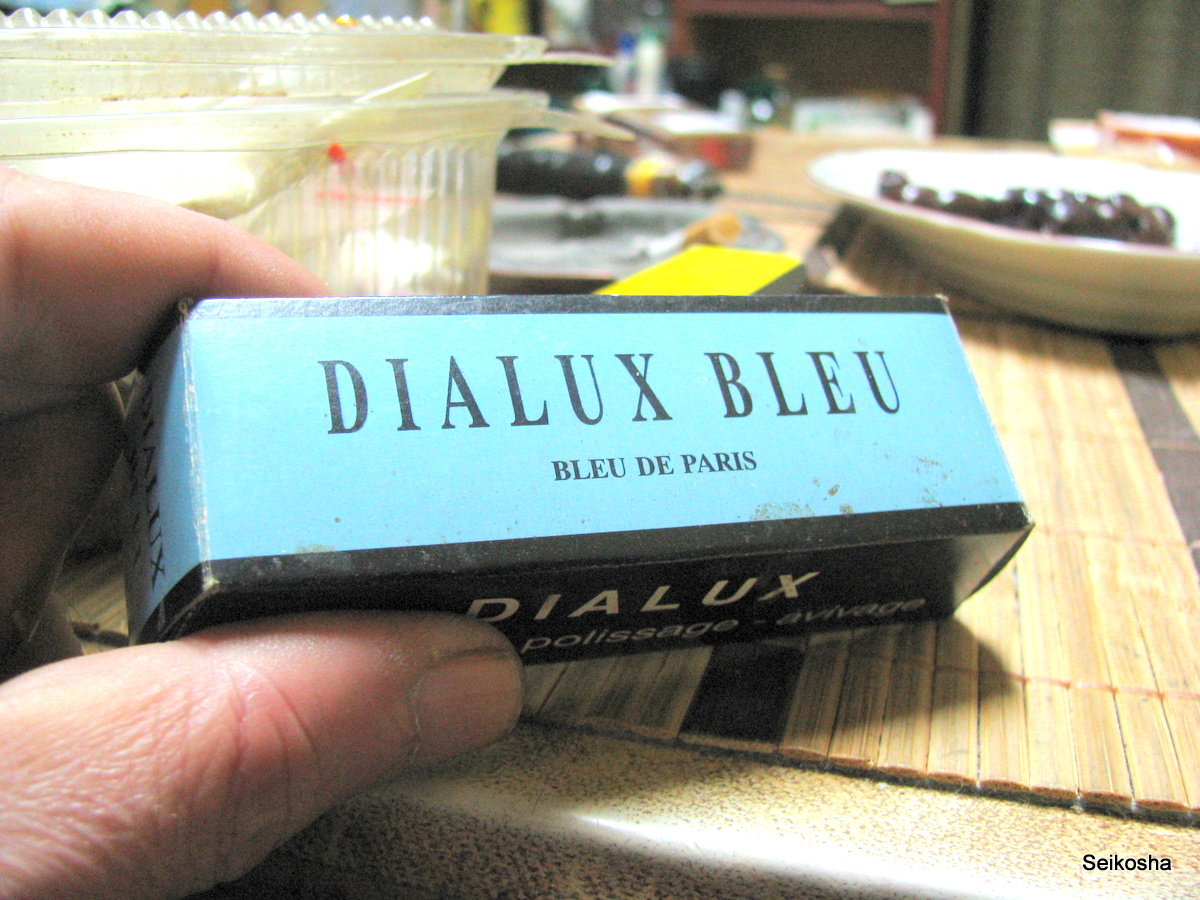 DIALUX BLEU
BLEU DE PARIS
DIALUX
polissage - avivage
DIALUX
Seikosha